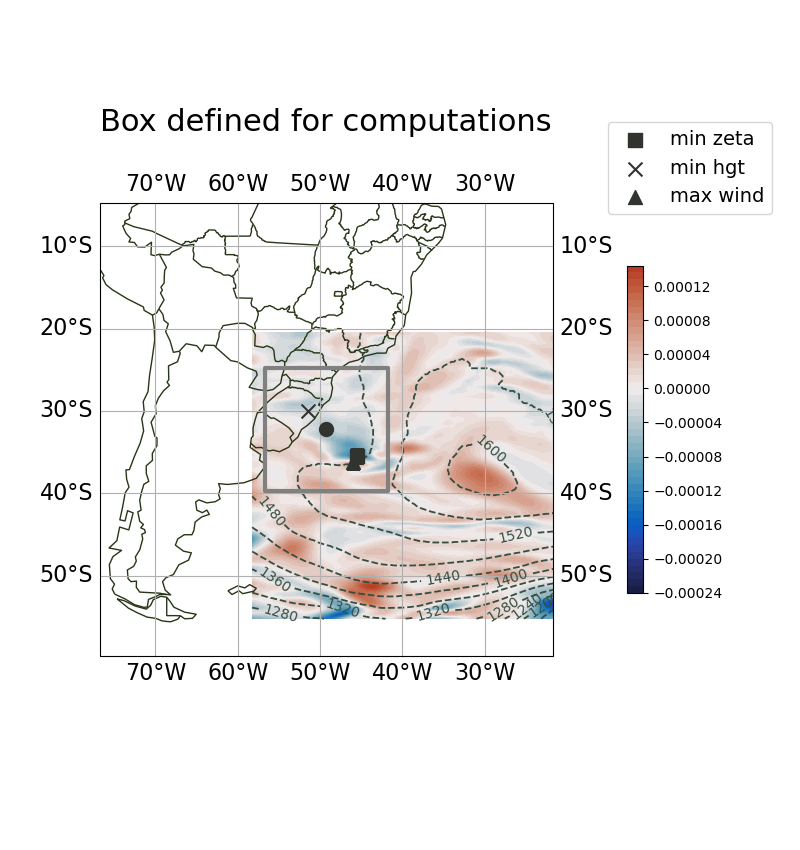 Box defined for computations
min zeta
min hgt
max wind
70°W 60°W 50°W 40°W 30°W
10°S 10°S
20°S 20°S
30°S 30°S
40°S 40°S
50°S 50°S
70°W 60°W 50°W 40°W 30°W
0.00012
0.00008
0.00004
0.00000
−0.00004
−0.00008
−0.00012
−0.00016
−0.00020
−0.00024
1600
1480
1520
1360
1440
1400
1280
1320
1320
1280
1240